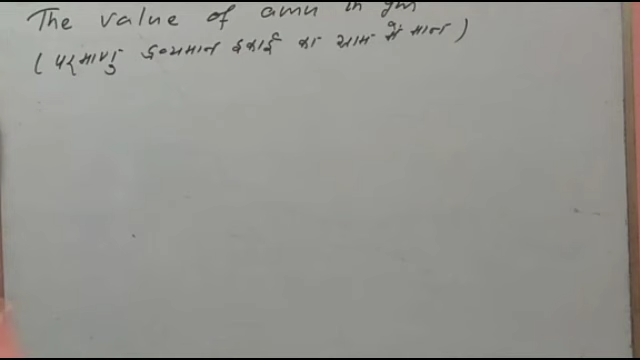 The value of amu in gm
(परमाणु द्रव्यमान इकाई का ग्राम में मान)